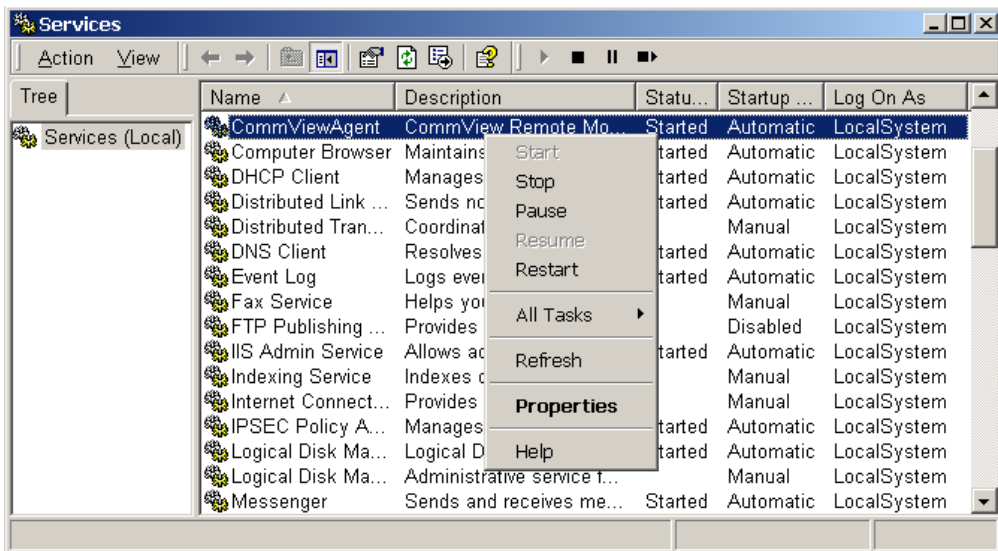 Services
Action View
Tree
Name Description Statu... Startup ... Log On As
Services (Local)
CommViewAgent CommView Remote Mo... Started Automatic LocalSystem
Computer Browser Maintains tarted Automatic LocalSystem
DHCP Client Manages tarted Automatic LocalSystem
Distributed Link ... Sends no tarted Automatic LocalSystem
Distributed Tran... Coordinat Manual LocalSystem
DNS Client Resolves tarted Automatic LocalSystem
Event Log Logs ever tarted Automatic LocalSystem
Fax Service Helps you Manual LocalSystem
FTP Publishing ... Provides Disabled LocalSystem
IIS Admin Service Allows ad tarted Automatic LocalSystem
Indexing Service Indexes c Manual LocalSystem
Internet Connect... Provides Manual LocalSystem
IPSEC Policy A... Manages tarted Automatic LocalSystem
Logical Disk Ma... Logical D tarted Automatic LocalSystem
Logical Disk Ma... Administrative service f... Manual LocalSystem
Messenger Sends and receives me... Started Automatic LocalSystem
Start
Stop
Pause
Resume
Restart
All Tasks
Refresh
Properties
Help